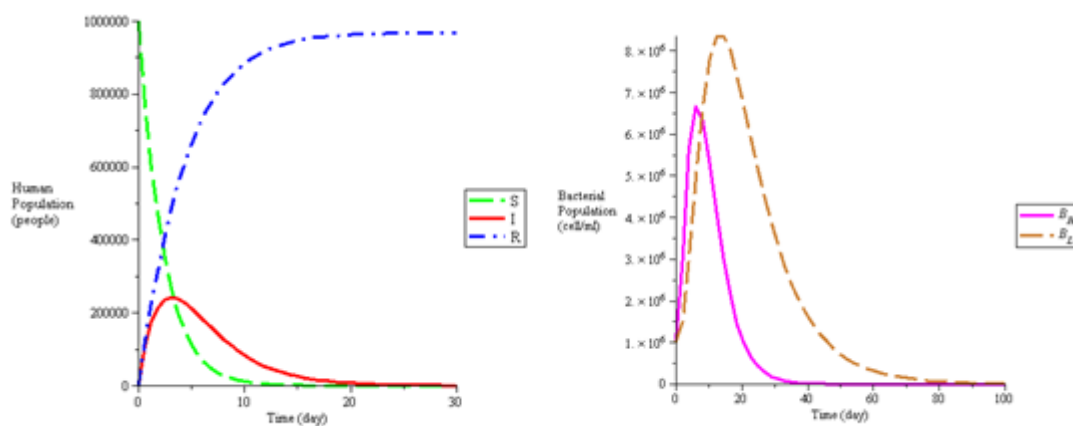 1000000
800000
600000
400000
200000
0
Human
Population
(people)
0 10 20 30
Time (day)
S
I
R
8. × 10⁶
7. × 10⁶
6. × 10⁶
5. × 10⁶
4. × 10⁶
3. × 10⁶
2. × 10⁶
1. × 10⁶
0
Bacterial
Population
(cell/ml)
0 20 40 60 80 100
Time (day)
B_H
B_L